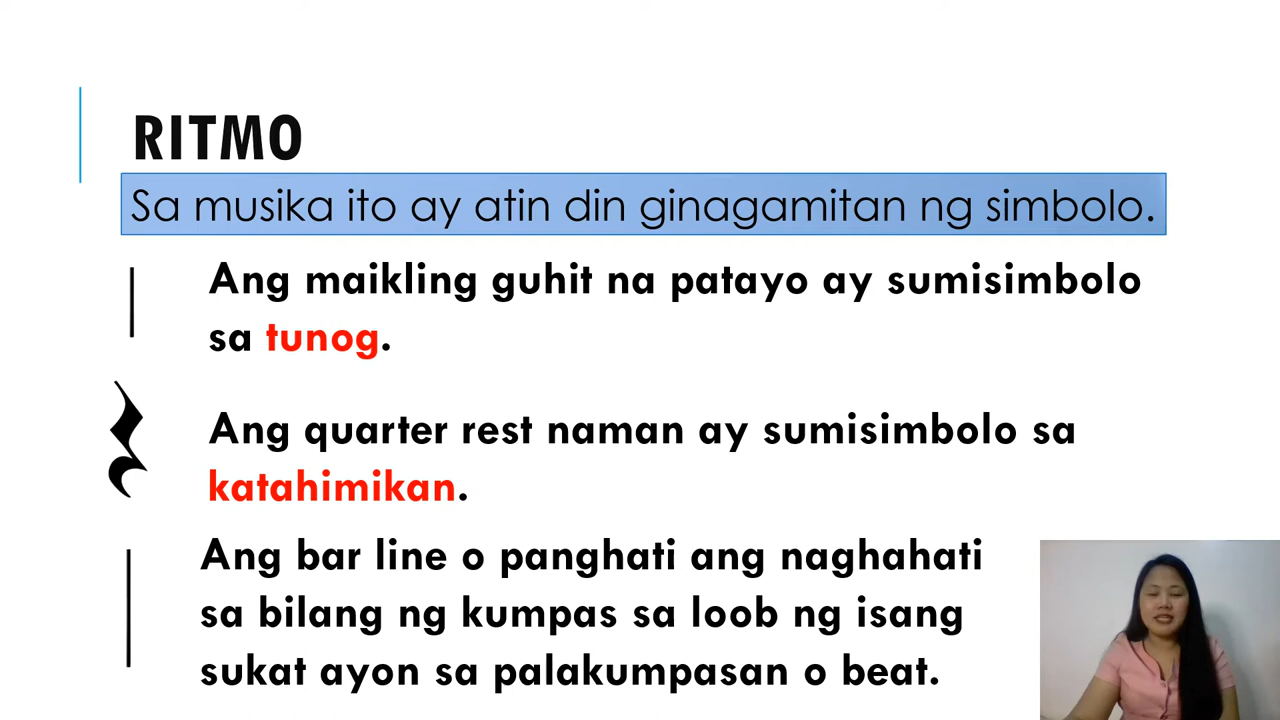 RITMO
Sa musika ito ay atin din ginagamitan ng simbolo.
Ang maikling guhit na patayo ay sumisimbolo
sa tunog.
Ang quarter rest naman ay sumisimbolo sa
katahimikan.
Ang bar line o panghati ang naghahati
sa bilang ng kumpas sa loob ng isang
sukat ayon sa palakumpasan o beat.